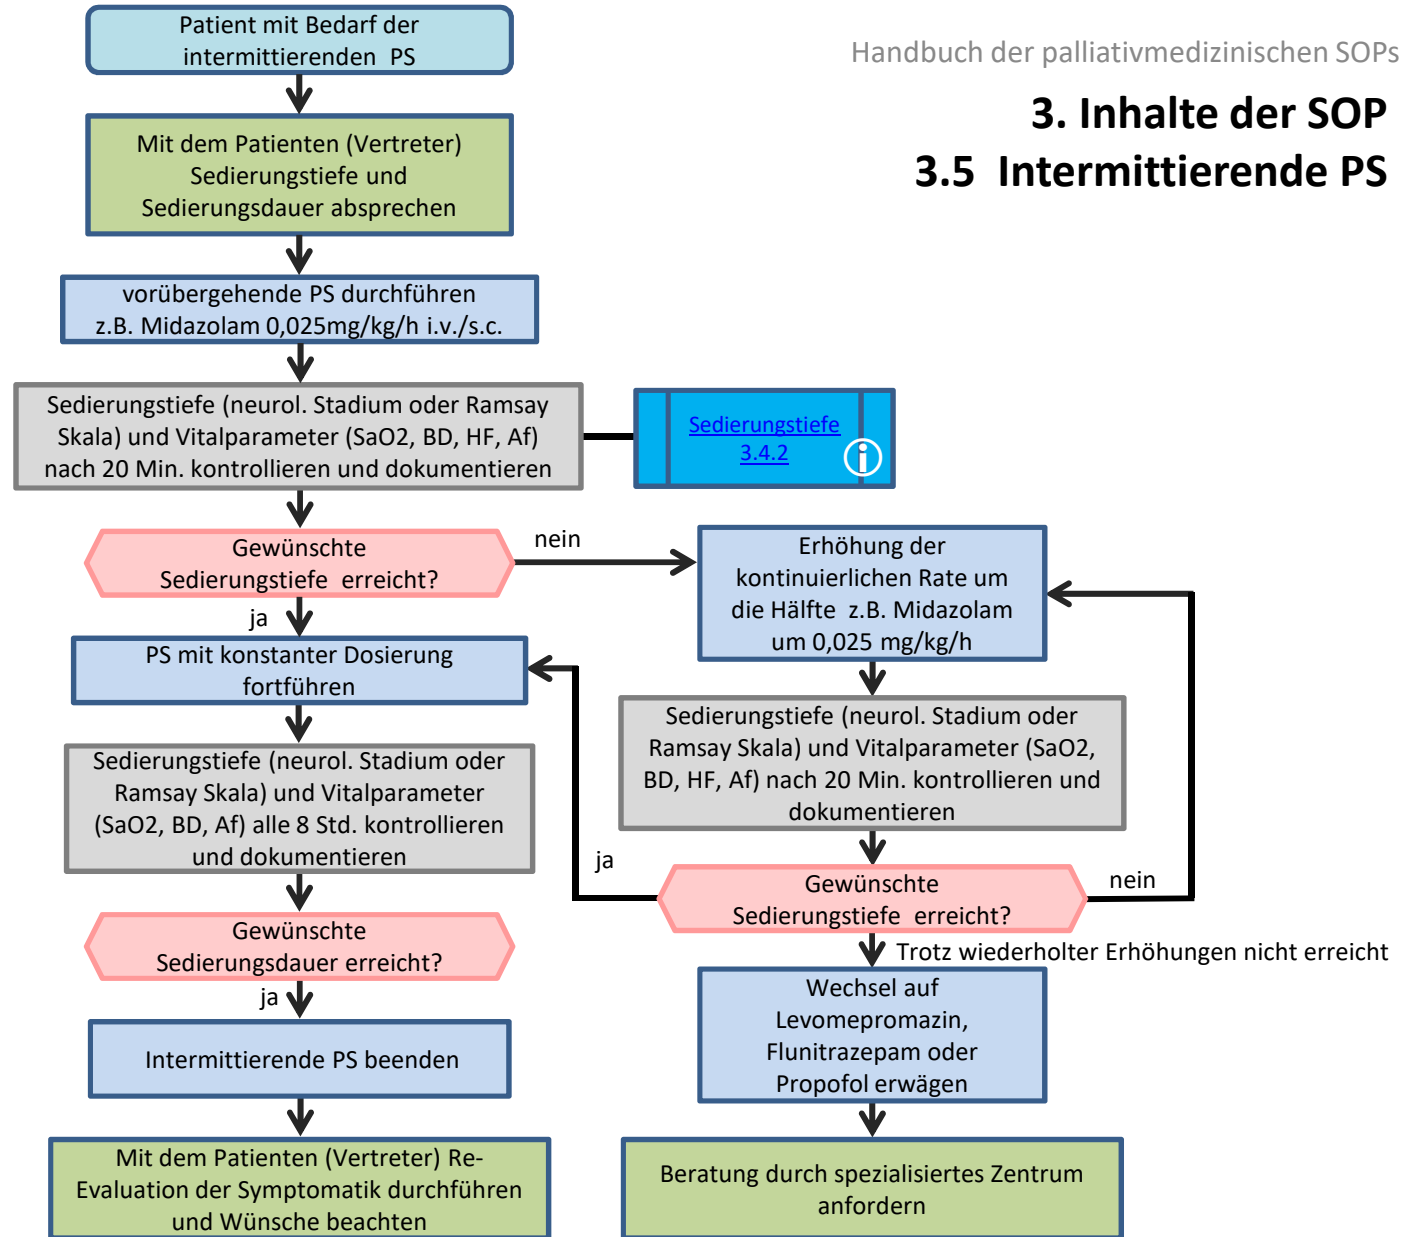 Handbuch der palliativmedizinischen SOPs
3. Inhalte der SOP
3.5 Intermittierende PS
Patient mit Bedarf der
intermittierenden PS
Mit dem Patienten (Vertreter)
Sedierungstiefe und
Sedierungsdauer absprechen
vorübergehende PS durchführen
z.B. Midazolam 0,025mg/kg/h i.v./s.c.
Sedierungstiefe (neurol. Stadium oder Ramsay
Skala) und Vitalparameter (SaO2, BD, HF, Af)
nach 20 Min. kontrollieren und dokumentieren
Sedierungstiefe
3.4.2
i
Gewünschte
Sedierungstiefe erreicht?
nein
ja
Erhöhung der
kontinuierlichen Rate um
die Hälfte z.B. Midazolam
um 0,025 mg/kg/h
PS mit konstanter Dosierung
fortführen
Sedierungstiefe (neurol. Stadium oder
Ramsay Skala) und Vitalparameter (SaO2,
BD, HF, Af) nach 20 Min. kontrollieren und
dokumentieren
Sedierungstiefe (neurol. Stadium oder
Ramsay Skala) und Vitalparameter
(SaO2, BD, Af) alle 8 Std. kontrollieren
und dokumentieren
ja
Gewünschte
Sedierungstiefe erreicht?
nein
Gewünschte
Sedierungsdauer erreicht?
ja
Trotz wiederholter Erhöhungen nicht erreicht
Wechsel auf
Levomepromazin,
Flunitrazepam oder
Propofol erwägen
Intermittierende PS beenden
Mit dem Patienten (Vertreter) Re-
Evaluation der Symptomatik durchführen
und Wünsche beachten
Beratung durch spezialisiertes Zentrum
anfordern